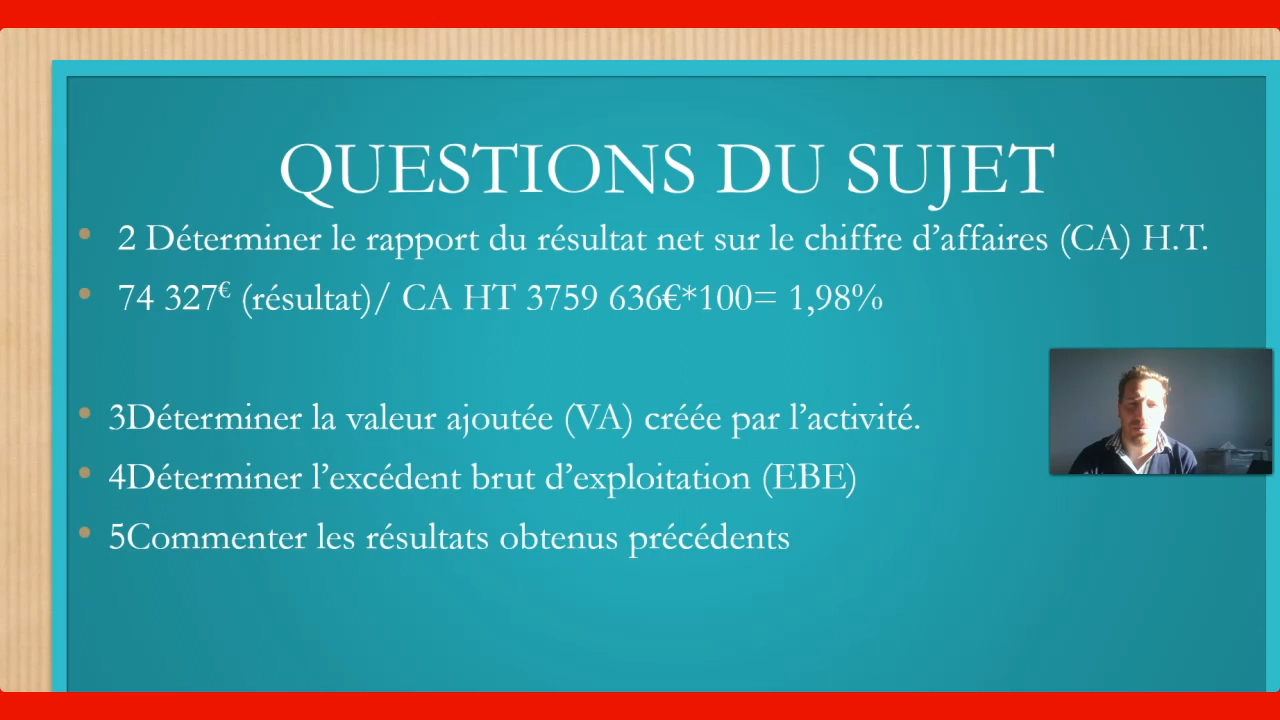 QUESTIONS DU SUJET
• 2 Déterminer le rapport du résultat net sur le chiffre d’affaires (CA) H.T.
• 74 327€ (résultat)/ CA HT 3759 636€*100= 1,98%
• 3Déterminer la valeur ajoutée (VA) créée par l’activité.
• 4Déterminer l’excédent brut d’exploitation (EBE)
• 5Commenter les résultats obtenus précédents